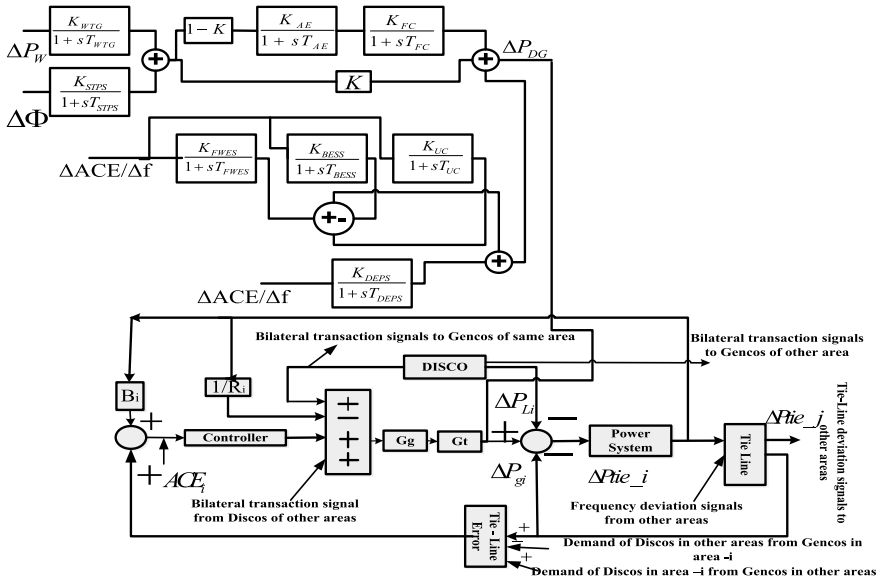 K_WTG
1 + sT_WTG
ΔP_W
K_STPS
1+sT_STPS
ΔΦ
+
1−K
K_AE
1 + sT_AE
K_FC
1 + sT_FC
K
+
ΔP_DG
ΔACE/Δf
K_FWES
1+sT_FWES
K_BESS
1+sT_BESS
K_UC
1+sT_UC
+-
+
ΔACE/Δf
K_DEPS
1+sT_DEPS
Bilateral transaction signals to Gencos of same area
Bilateral transaction signals
to Gencos of other area
DISCO
B_i
1/R_i
+
−
+
+
+
Controller
Gg
Gt
ΔP_Li
−
+
−
ΔP_gi
Power
System
ΔPtie_i
Tie Line
ΔPtie_j
Tie-Line deviation signals to
other areas
+
ACE_i
Bilateral transaction signal
from Discos of other areas
Frequency deviation signals
from other areas
Tie - Line
Error
+
−
+
Demand of Discos in other areas from Gencos in
area -i
Demand of Discos in area –i from Gencos in other areas